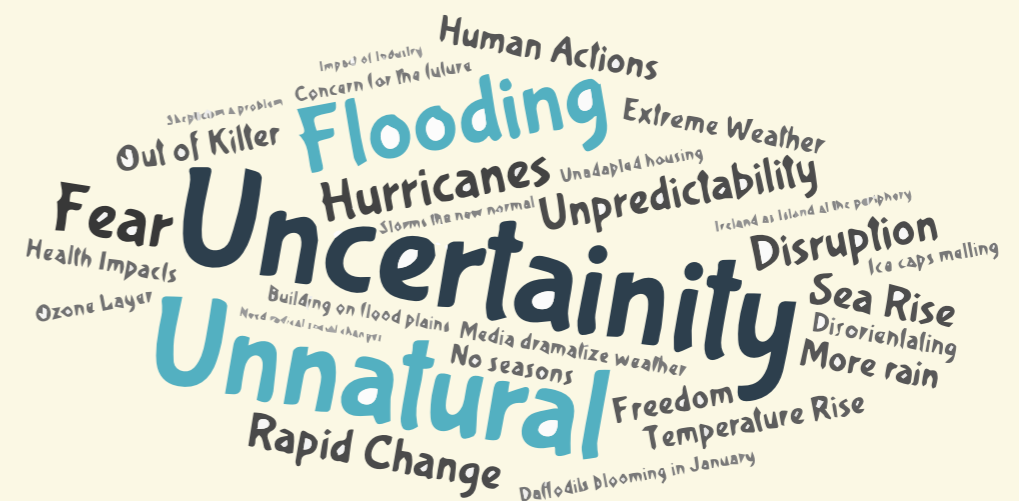 Human Actions
Impact of Industry
Concern for the future
Skepticism a problem
Flooding
Extreme Weather
Out of Kilter
Hurricanes
Unadapted housing
Unpredictability
Fear
Storms the new normal
Ireland as Island at the periphery
Uncertainity
Disruption
Health Impacts
Ice caps melling
Sea Rise
Ozone Layer
Building on flood plains
Need radical social changes
Disorientating
Media dramatize weather
More rain
Unnatural
No seasons
Freedom
Temperature Rise
Rapid Change
Daffodils blooming in January